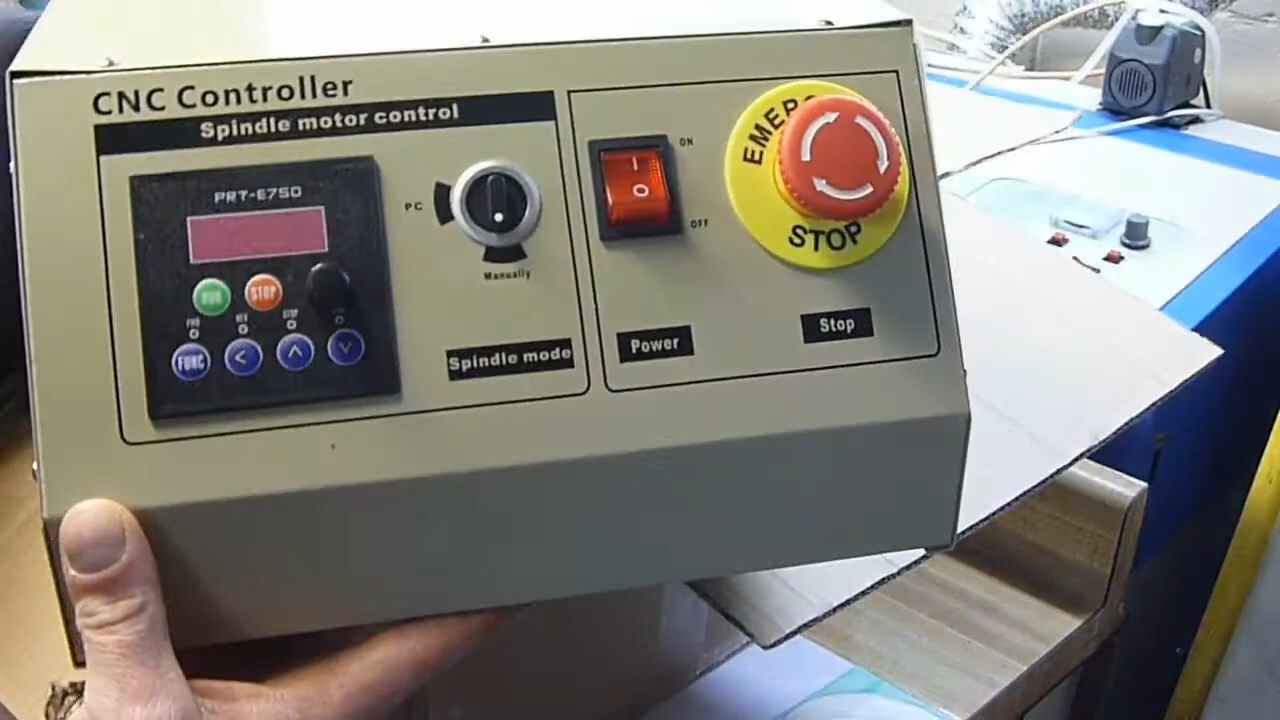 CNC Controller
Spindle motor control
PRT-E750
RUN
STOP
FUNC
PC
Manually
Spindle mode
ON
I
O
OFF
Power
EMERG
STOP
Stop